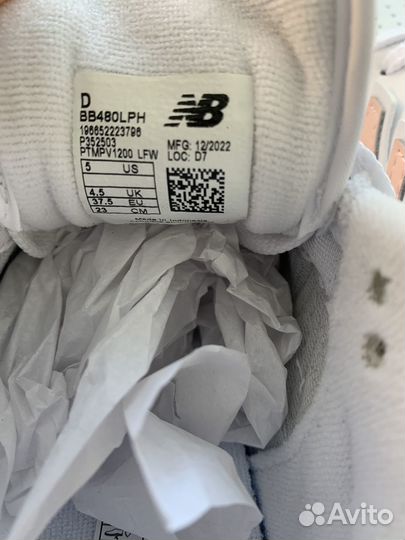 D
BB480LPH
196652223796
P352503
PTMPV1200 LFW
5 US
4.5 UK
37.5 EU
23 CM
NB
MFG: 12/2022
LOC: D7
Made in Indonesia
Avito